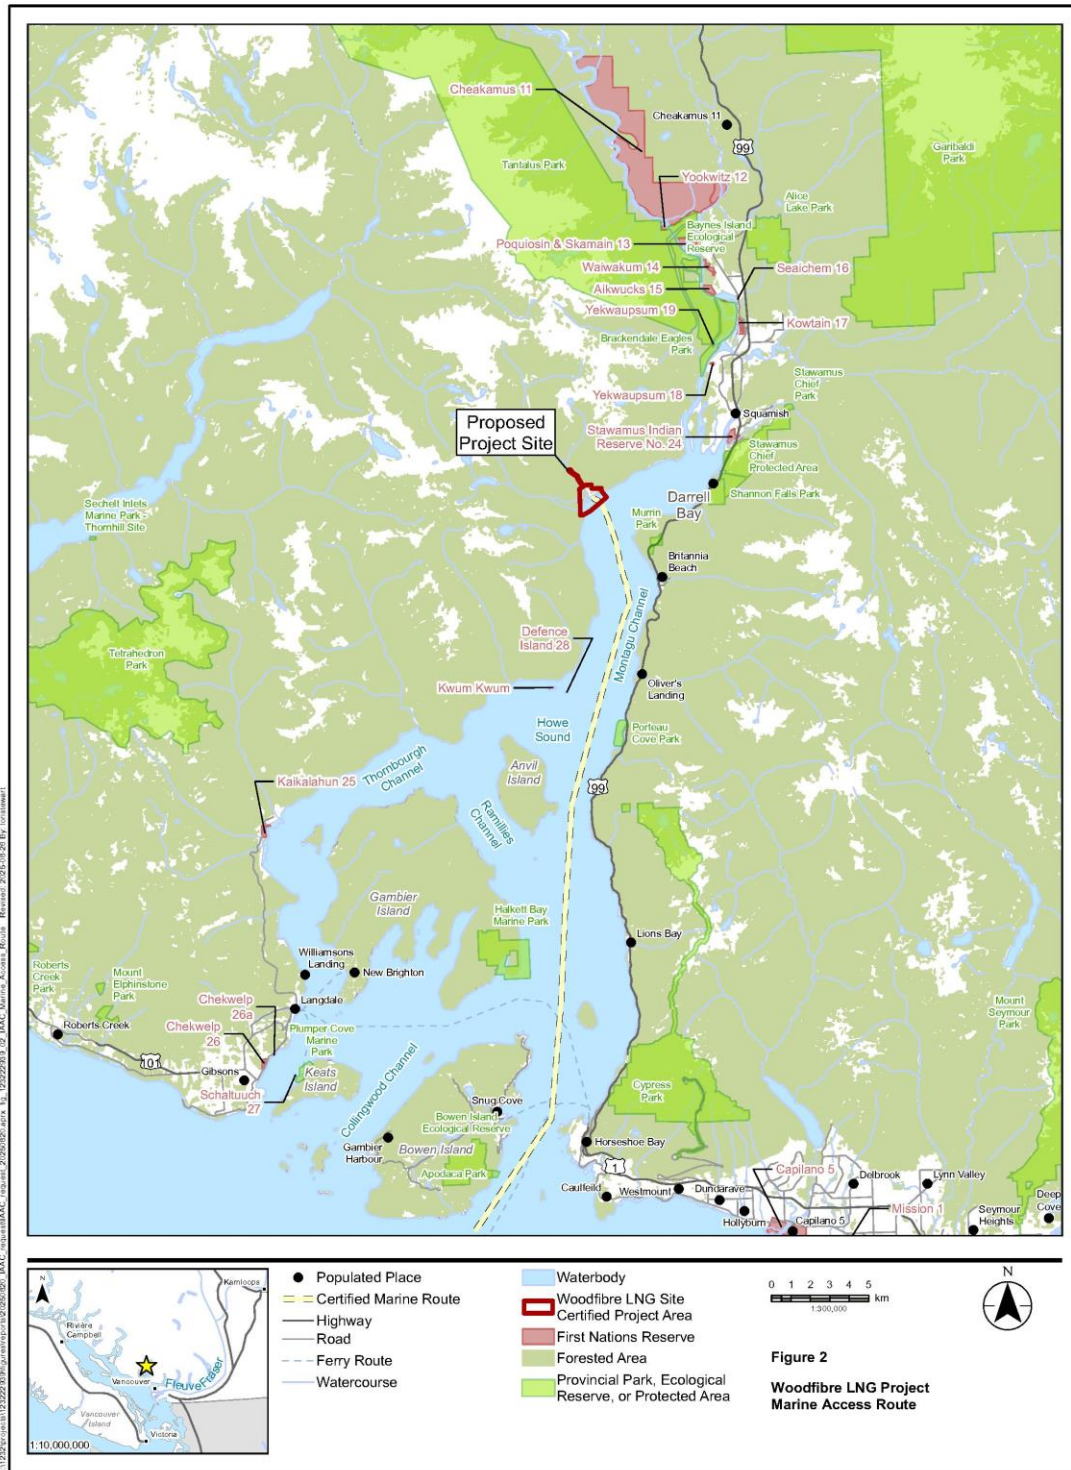 Cheakamus 11
Cheakamus 11
99
Garibaldi
Park
Tantalus Park
Yookwitz 12
Alice
Lake Park
Baynes Island
Ecological
Reserve
Poquiosin & Skamain 13
Waiwakum 14
Seaichem 16
Aikwucks 15
Yekwaupsum 19
Kowtain 17
Brackendale Eagles
Park
Yekwaupsum 18
Stawamus
Chief
Park
Squamish
Proposed
Project Site
Stawamus Indian
Reserve No. 24
Stawamus
Chief
Protected Area
Shannon Falls Park
Darrell
Bay
Sechelt Inlets
Marine Park -
Thornhill Site
Murrin
Park
Britannia
Beach
Montagu Channel
Defence
Island 28
Tetrahedron
Park
Kwum Kwum
Oliver's
Landing
Howe
Sound
Porteau
Cove Park
Thornbourgh
Channel
Anvil
Island
Kaikalahun 25
99
Ramillies
Channel
Gambier
Island
Halkett Bay
Marine Park
Lions Bay
Williamsons
Landing
New Brighton
Roberts
Creek
Park
Mount
Elphinstone
Park
Chekwelp
26a
Langdale
Mount
Seymour
Park
Roberts Creek
Chekwelp
26
Plumper Cove
Marine
Park
101
Gibsons
Keats
Island
Schaltuuch
27
Collingwood Channel
Cypress
Park
Snug Cove
Bowen Island
Ecological Reserve
Gambier
Harbour
Bowen Island
Horseshoe Bay
Apodaca Park
1
Capilano 5
Delbrook
Lynn Valley
Caulfeild
Westmount
Dundarave
Mission 1
Deep
Cove
Hollyburn
Capilano 5
Seymour
Heights
N
Kamloops
Rivière
Campbell
Vancouver
Fleuve Fraser
Vancouver
Island
Victoria
1:10,000,000
Populated Place
Certified Marine Route
Highway
Road
Ferry Route
Watercourse
Waterbody
Woodfibre LNG Site
Certified Project Area
First Nations Reserve
Forested Area
Provincial Park, Ecological
Reserve, or Protected Area
0 1 2 3 4 5
km
1:300,000
N
Figure 2
Woodfibre LNG Project
Marine Access Route